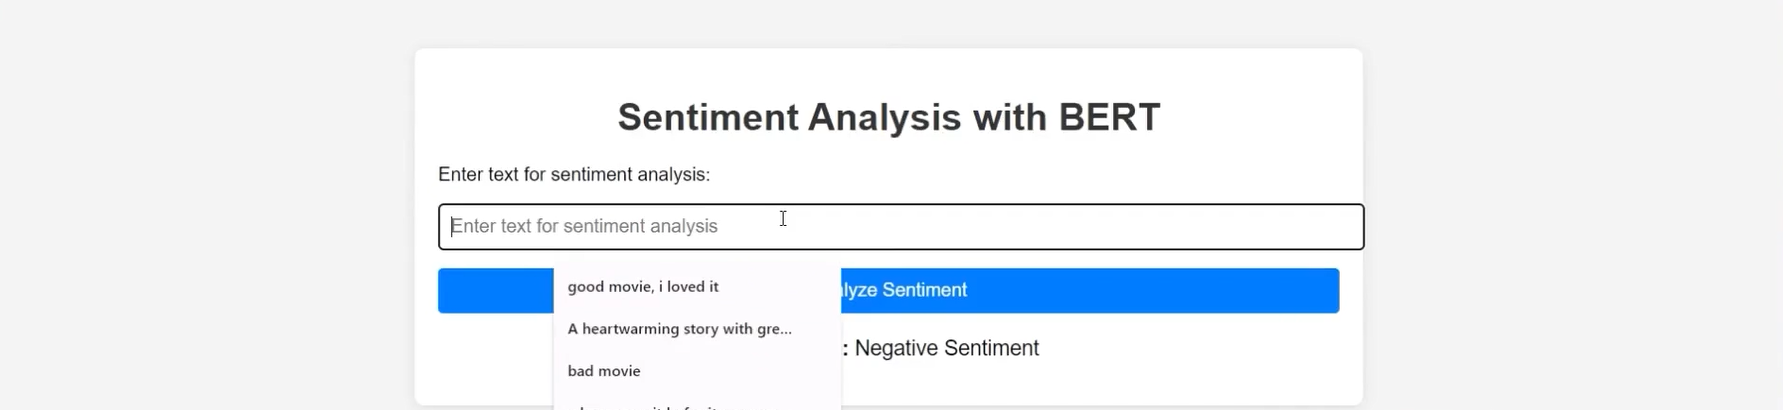 Sentiment Analysis with BERT
Enter text for sentiment analysis:
Enter text for sentiment analysis
good movie, i loved it
lyze Sentiment
A heartwarming story with gre...
: Negative Sentiment
bad movie